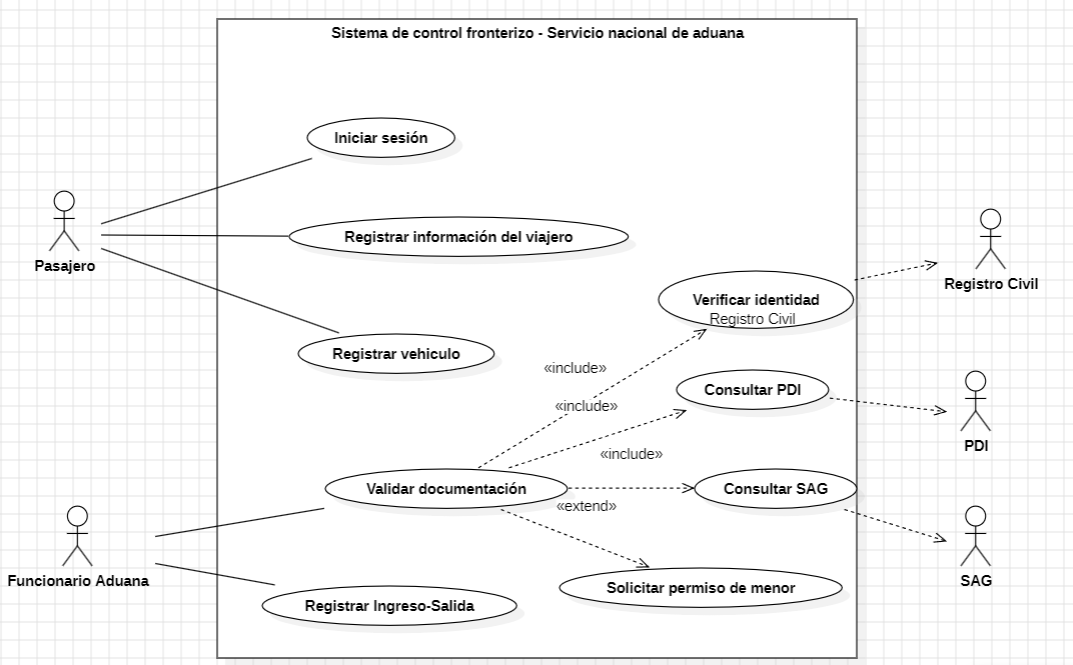 Sistema de control fronterizo - Servicio nacional de aduana
Iniciar sesión
Pasajero
Registrar información del viajero
Registrar vehiculo
Verificar identidad
Registro Civil
Registro Civil
«include»
Consultar PDI
«include»
PDI
«include»
Validar documentación
Consultar SAG
«extend»
Funcionario Aduana
SAG
Solicitar permiso de menor
Registrar Ingreso-Salida